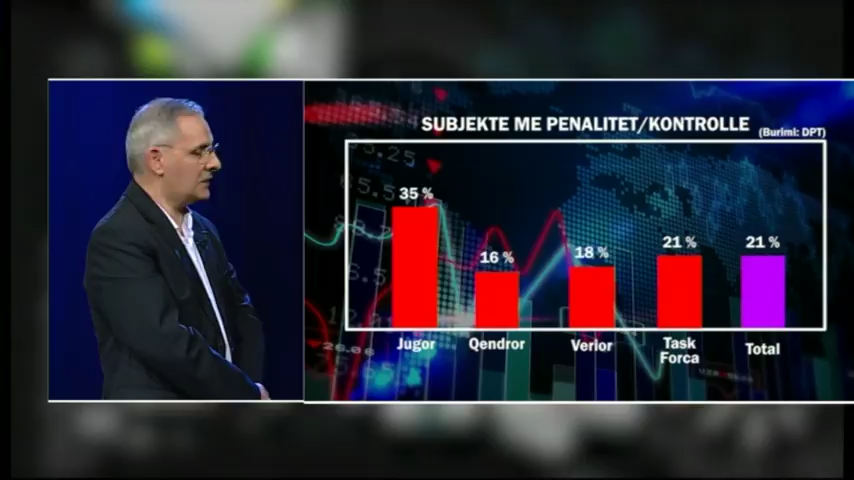 SUBJEKTE ME PENALITET/KONTROLLE
(Burimi: DPT)
35 %
16 %
18 %
21 %
21 %
Jugor
Qendror
Verior
Task
Forca
Total